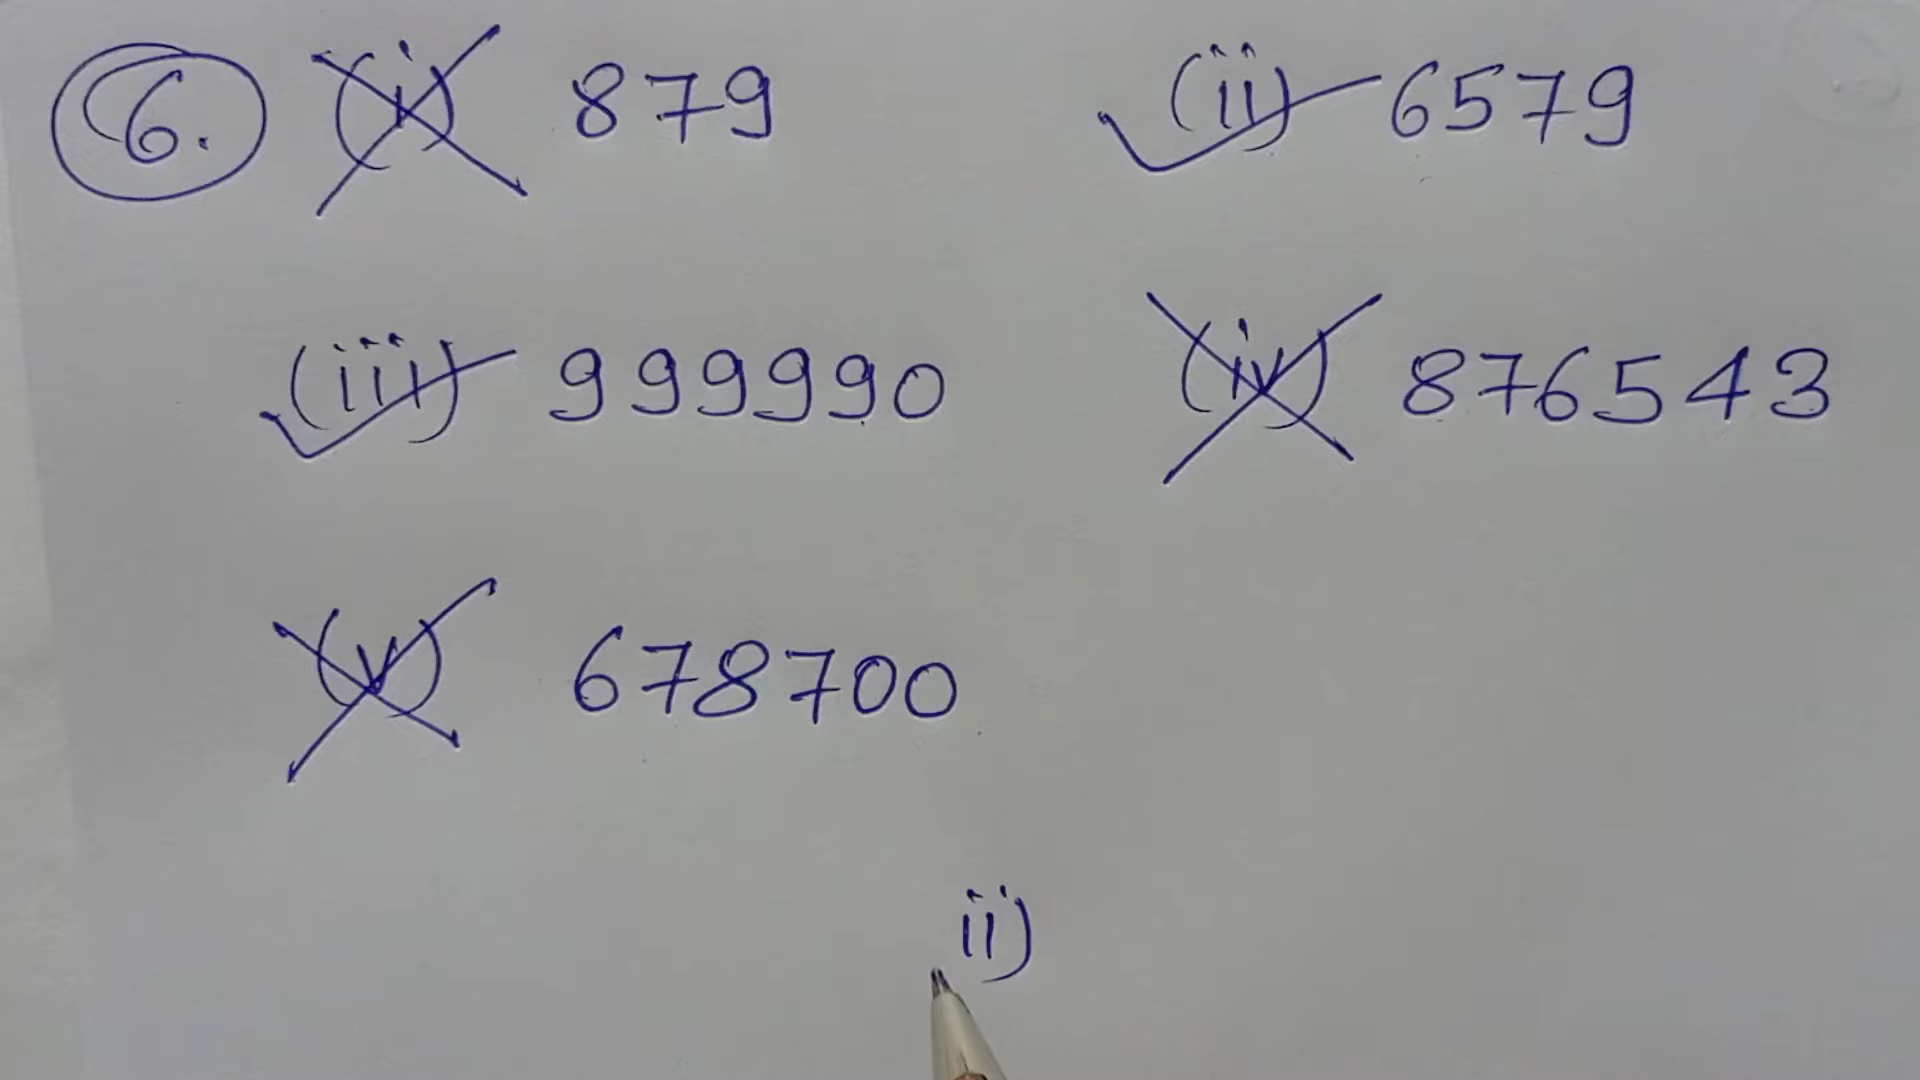 6. (i) 879 (ii) 6579
(iii) 999990 (iv) 876543
(v) 678700
ii)